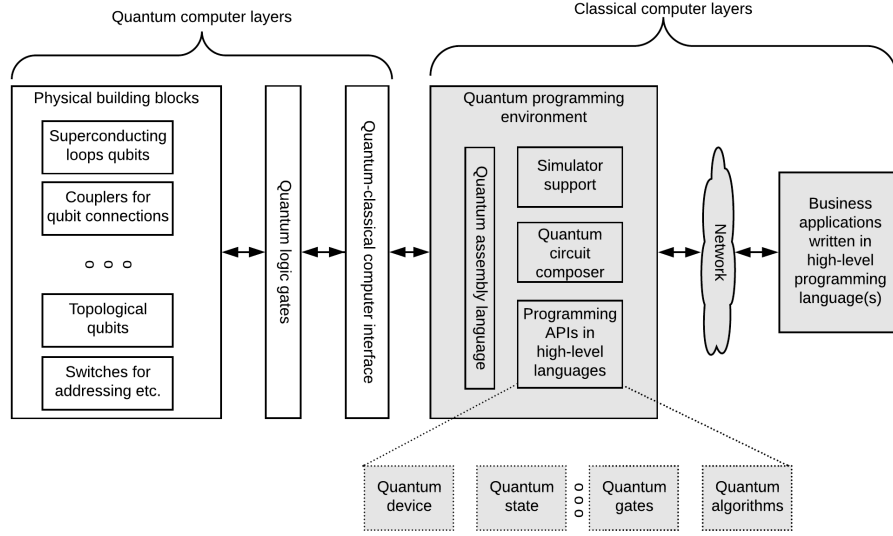 Quantum computer layers
Classical computer layers
Physical building blocks
Superconducting
loops qubits
Couplers for
qubit connections
o o o
Topological
qubits
Switches for
addressing etc.
Quantum logic gates
Quantum-classical computer interface
Quantum programming
environment
Quantum assembly language
Simulator
support
Quantum
circuit
composer
Programming
APIs in
high-level
languages
Network
Business
applications
written in
high-level
programming
language(s)
Quantum
device
Quantum
state
o o o
Quantum
gates
Quantum
algorithms